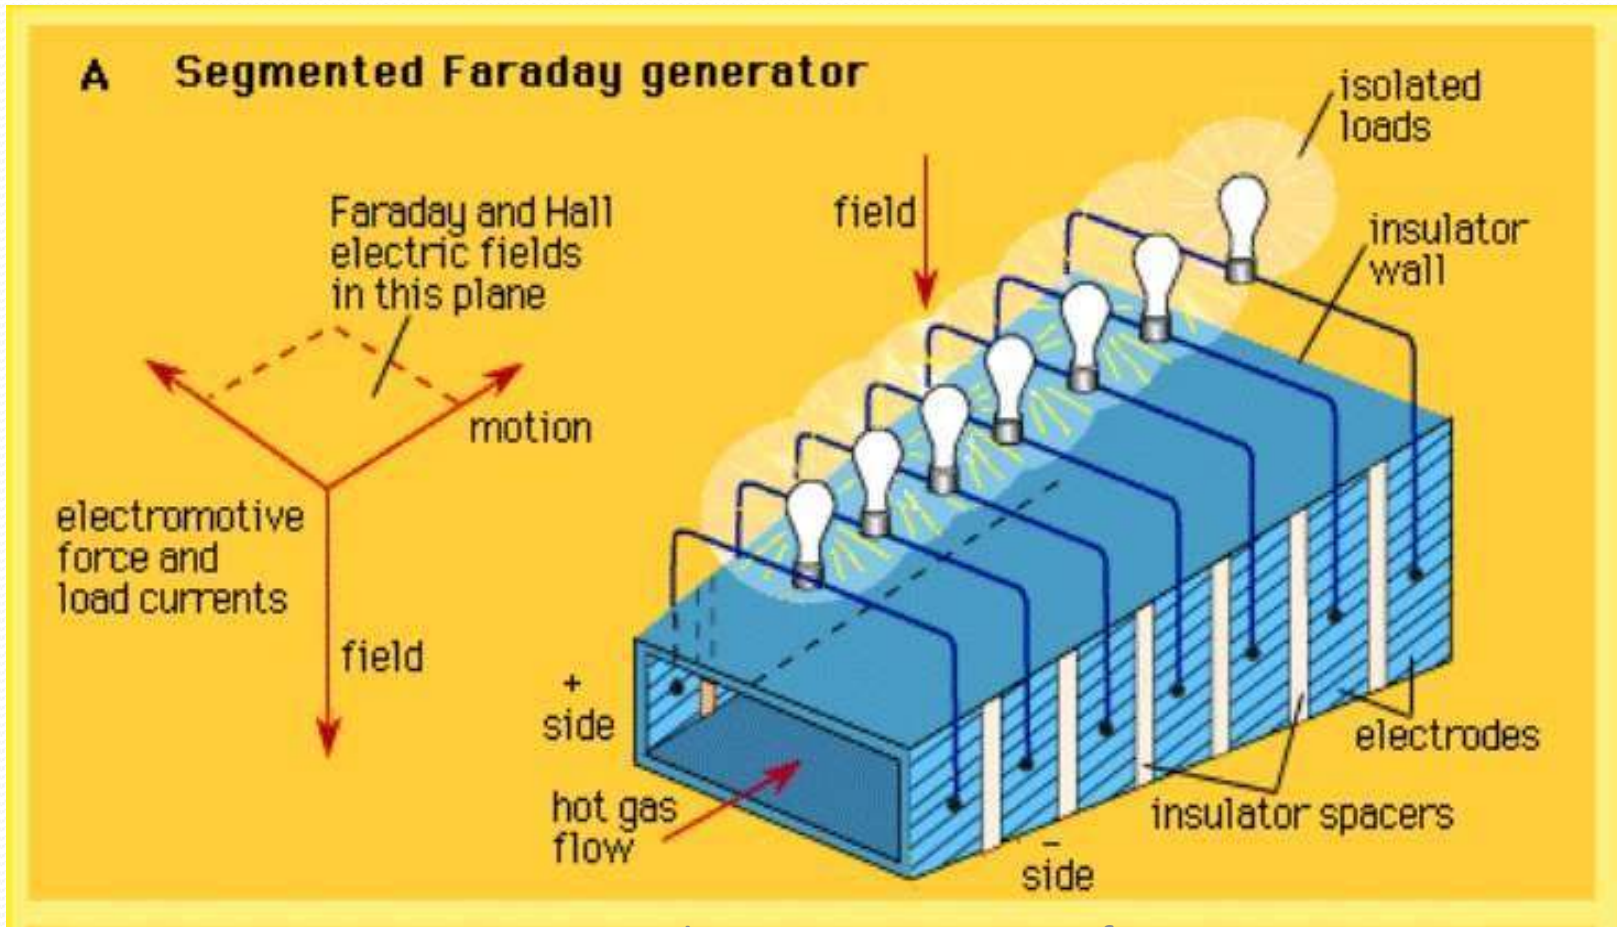 A Segmented Faraday generator
isolated
loads
Faraday and Hall
electric fields
in this plane
field
insulator
wall
motion
electromotive
force and
load currents
field
+
side
hot gas
flow
electrodes
insulator spacers
−
side